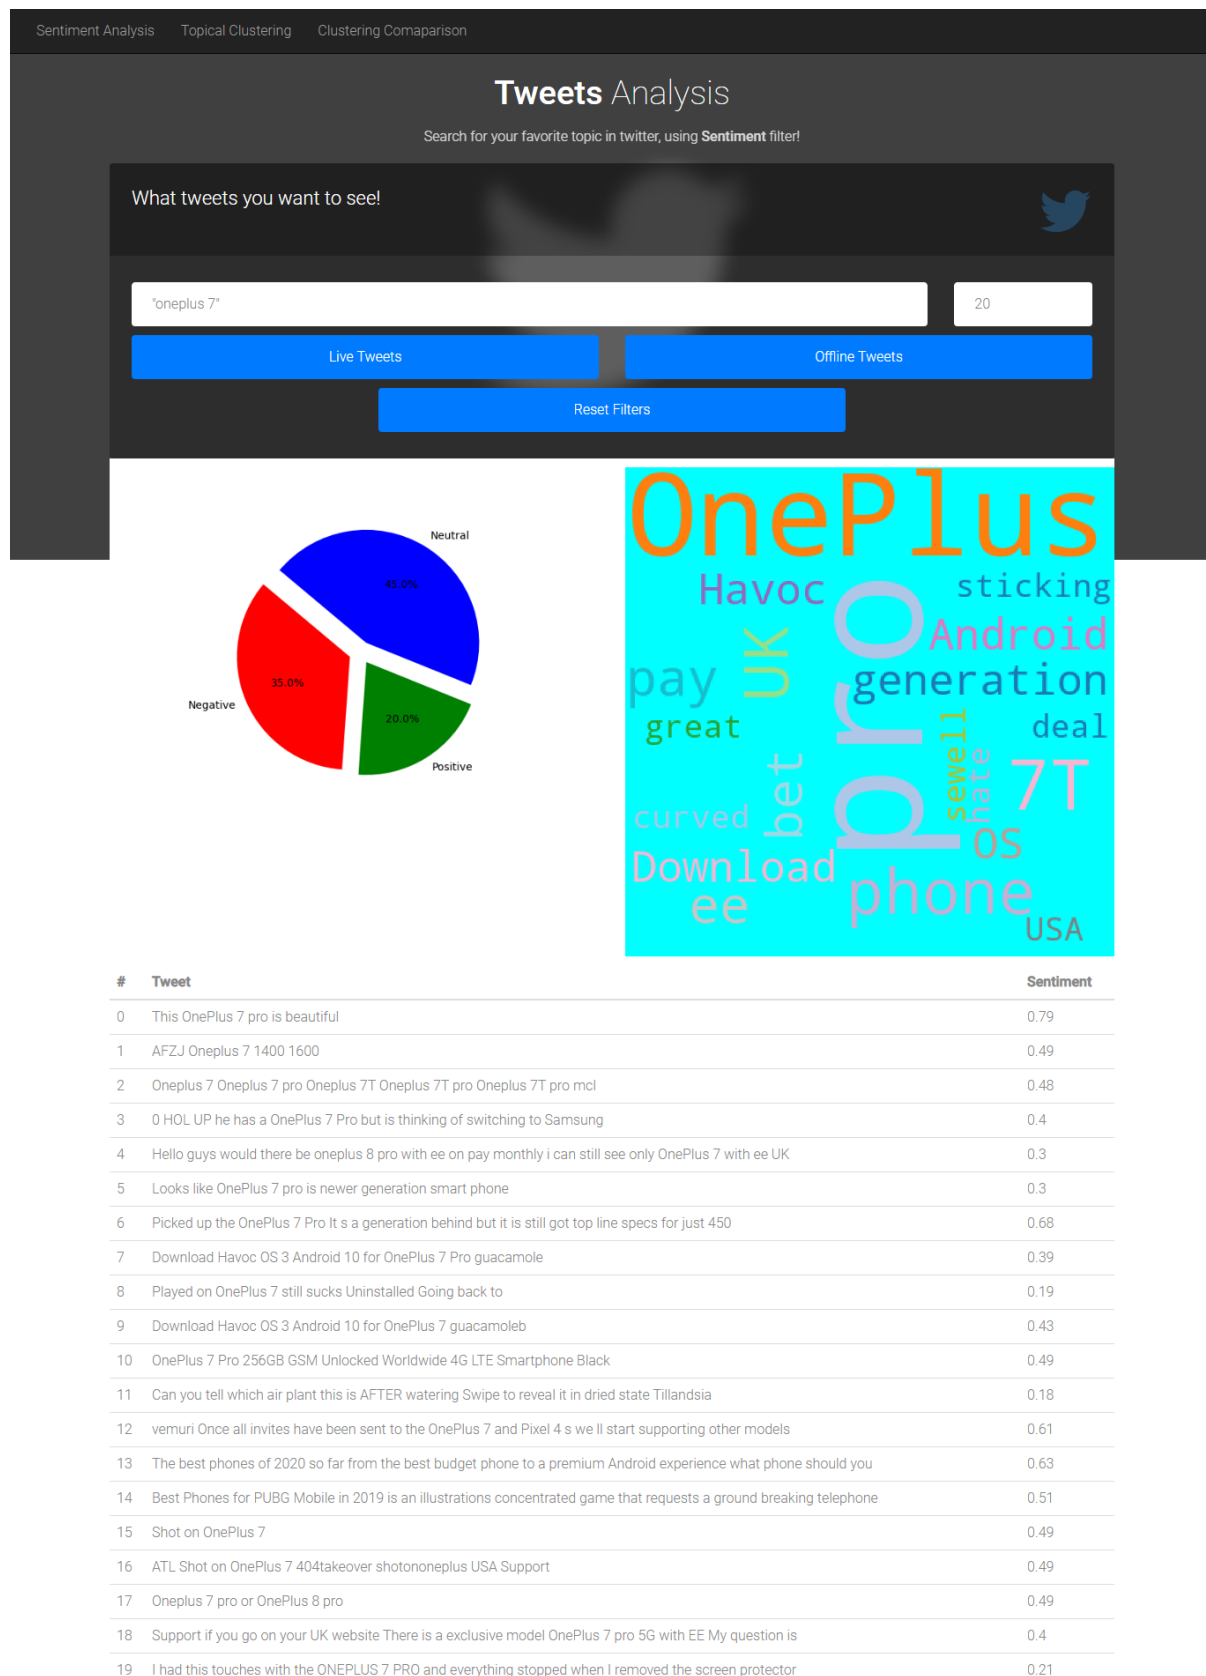 Sentiment Analysis Topical Clustering Clustering Comaparison
Tweets Analysis
Search for your favorite topic in twitter, using Sentiment filter!
What tweets you want to see!
"oneplus 7" 20
Live Tweets Offline Tweets
Reset Filters
Neutral
45.0%
35.0%
Negative
20.0%
Positive
OnePlus
Havoc
sticking
Android
UK
pro
pay
generation
great
deal
sewell
hate
7T
bet
curved
OS
Download
phone
ee
USA
# Tweet Sentiment
0 This OnePlus 7 pro is beautiful 0.79
1 AFZJ Oneplus 7 1400 1600 0.49
2 Oneplus 7 Oneplus 7 pro Oneplus 7T Oneplus 7T pro Oneplus 7T pro mcl 0.48
3 0 HOL UP he has a OnePlus 7 Pro but is thinking of switching to Samsung 0.4
4 Hello guys would there be oneplus 8 pro with ee on pay monthly i can still see only OnePlus 7 with ee UK 0.3
5 Looks like OnePlus 7 pro is newer generation smart phone 0.3
6 Picked up the OnePlus 7 Pro It s a generation behind but it is still got top line specs for just 450 0.68
7 Download Havoc OS 3 Android 10 for OnePlus 7 Pro guacamole 0.39
8 Played on OnePlus 7 still sucks Uninstalled Going back to 0.19
9 Download Havoc OS 3 Android 10 for OnePlus 7 guacamoleb 0.43
10 OnePlus 7 Pro 256GB GSM Unlocked Worldwide 4G LTE Smartphone Black 0.49
11 Can you tell which air plant this is AFTER watering Swipe to reveal it in dried state Tillandsia 0.18
12 vemuri Once all invites have been sent to the OnePlus 7 and Pixel 4 s we ll start supporting other models 0.61
13 The best phones of 2020 so far from the best budget phone to a premium Android experience what phone should you 0.63
14 Best Phones for PUBG Mobile in 2019 is an illustrations concentrated game that requests a ground breaking telephone 0.51
15 Shot on OnePlus 7 0.49
16 ATL Shot on OnePlus 7 404takeover shotononeplus USA Support 0.49
17 Oneplus 7 pro or OnePlus 8 pro 0.49
18 Support if you go on your UK website There is a exclusive model OnePlus 7 pro 5G with EE My question is 0.4
19 I had this touches with the ONEPLUS 7 PRO and everything stopped when I removed the screen protector 0.21